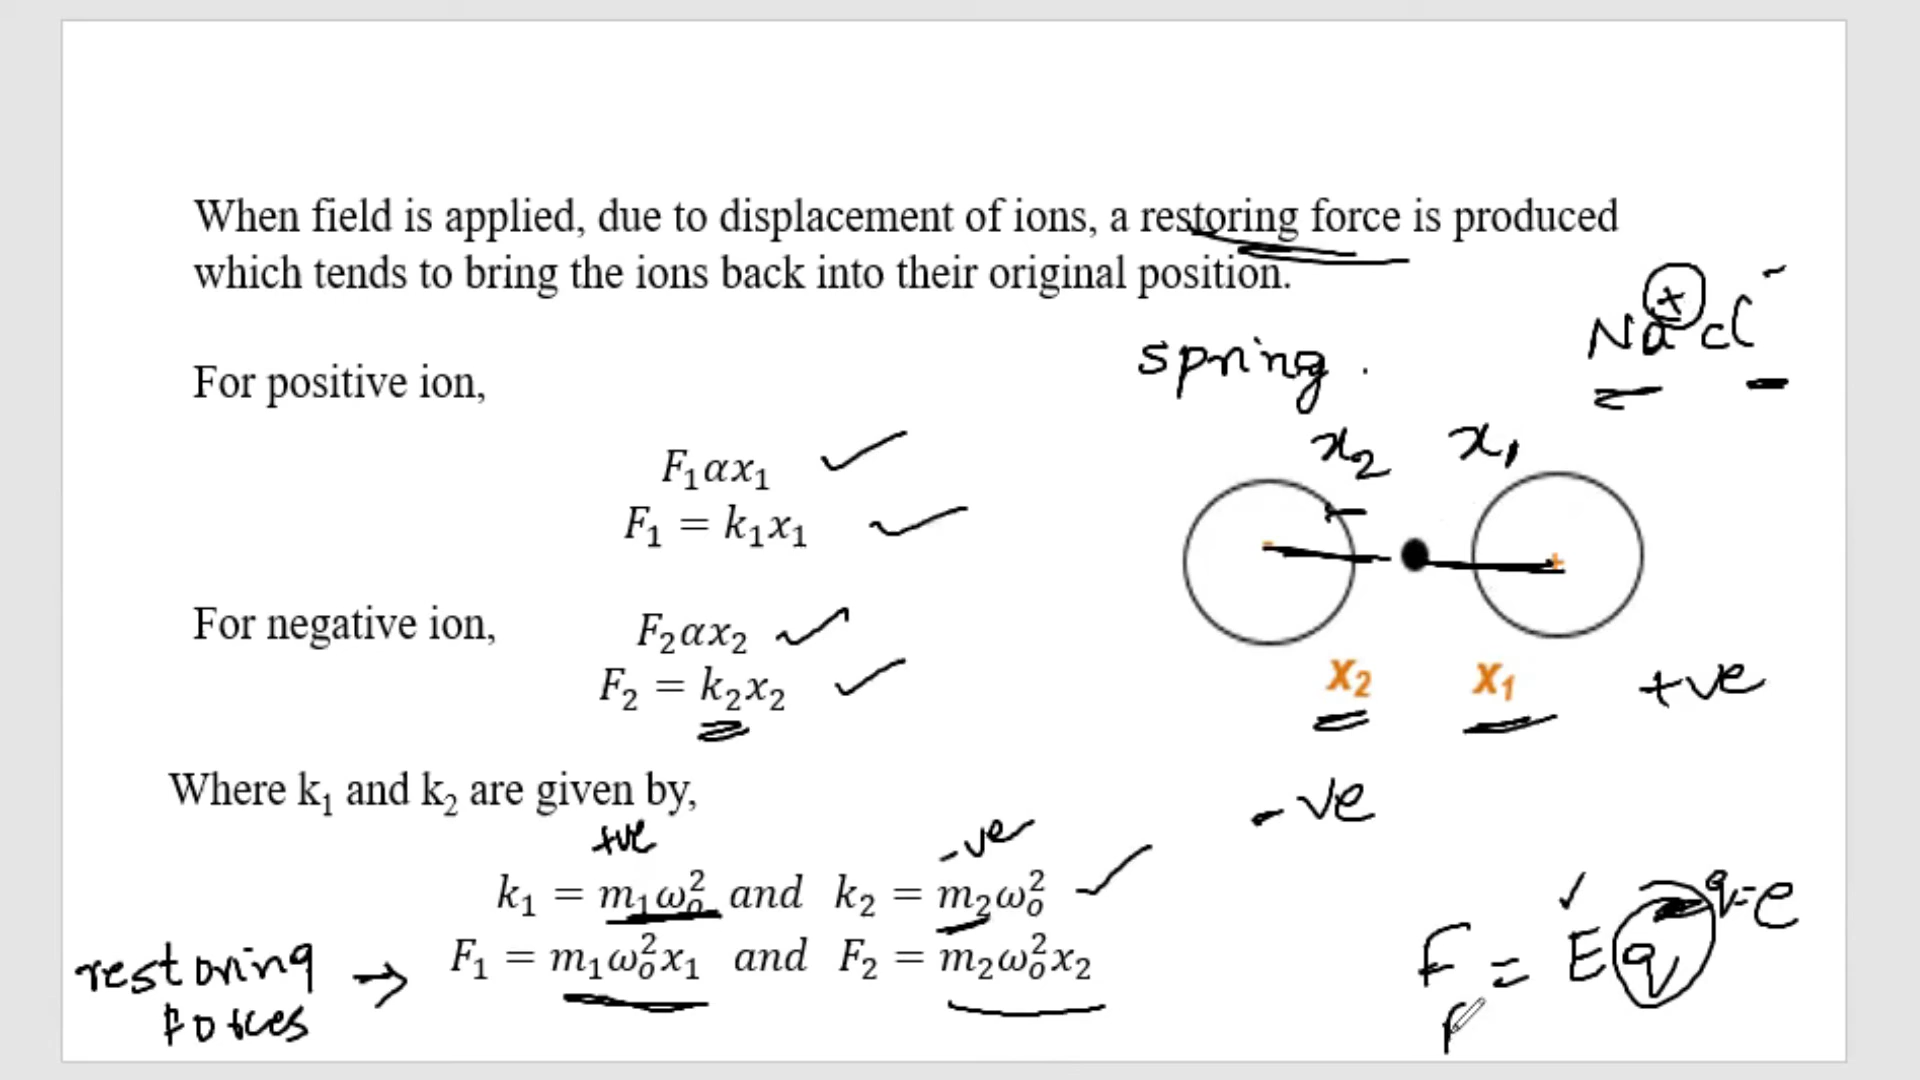 When field is applied, due to displacement of ions, a restoring force is produced
which tends to bring the ions back into their original position.
Na⁺ Cl⁻
spring.
For positive ion,
x₂ x₁
F₁αx₁
F₁ = k₁x₁
- +
For negative ion,
F₂αx₂
F₂ = k₂x₂
X₂ X₁ +ve
Where k₁ and k₂ are given by,
-ve
+ve -ve
k₁ = m₁ω₀² and k₂ = m₂ω₀²
q=e
F = Eq
restoring forces → F₁ = m₁ω₀²x₁ and F₂ = m₂ω₀²x₂
F